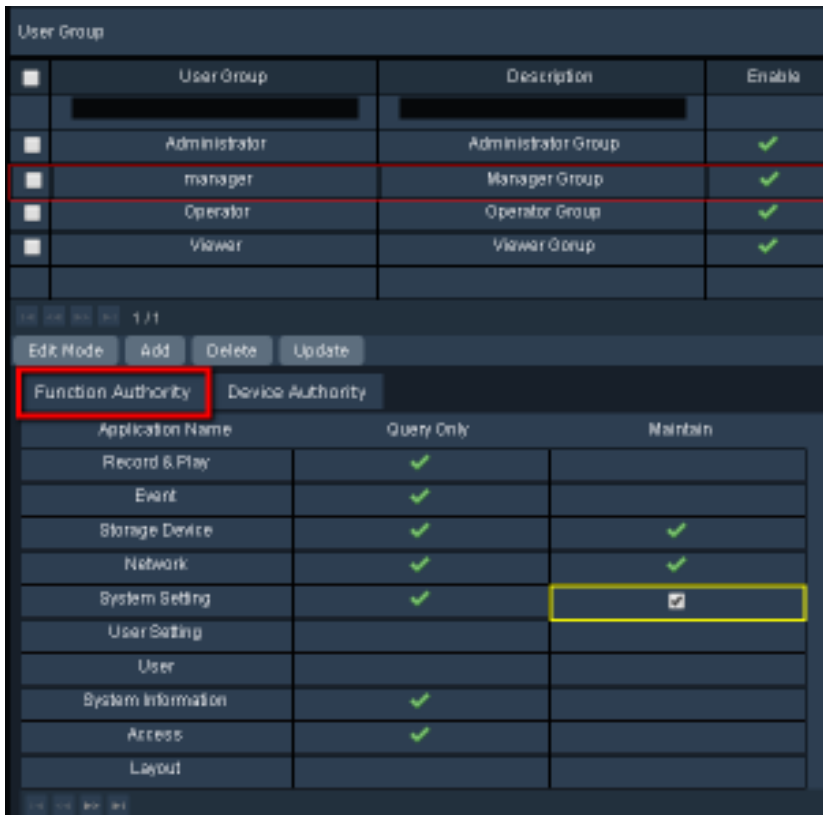 User Group
User Group Description Enable
Administrator Administrator Group
manager Manager Group
Operator Operator Group
Viewer Viewer Gorup
1/1
Edit Mode Add Delete Update
Function Authority Device Authority
Application Name Query Only Maintain
Record & Play
Event
Storage Device
Network
System Setting
User Setting
User
System Information
Access
Layout